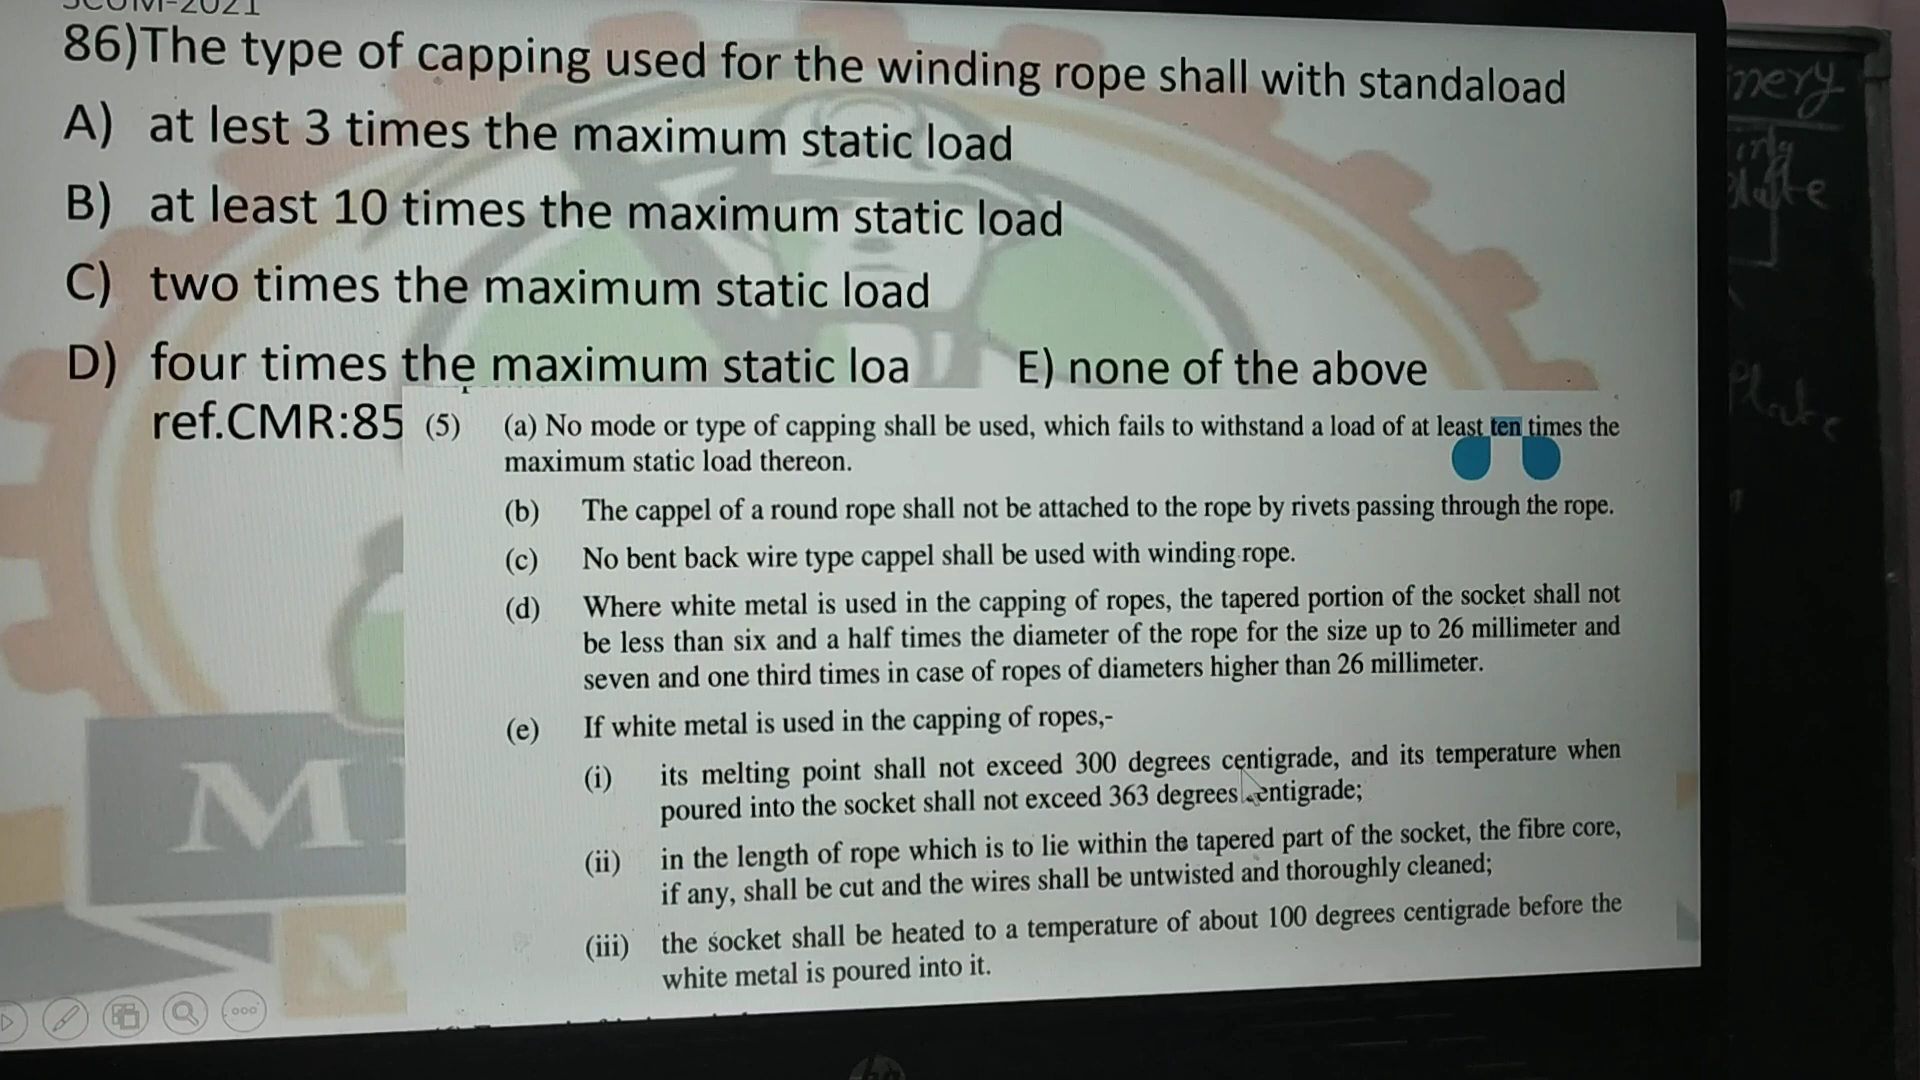 SCOM-2021
86)The type of capping used for the winding rope shall with standaload
A) at lest 3 times the maximum static load
B) at least 10 times the maximum static load
C) two times the maximum static load
D) four times the maximum static loa E) none of the above
ref.CMR:85 (5) (a) No mode or type of capping shall be used, which fails to withstand a load of at least ten times the
maximum static load thereon.
(b) The cappel of a round rope shall not be attached to the rope by rivets passing through the rope.
(c) No bent back wire type cappel shall be used with winding rope.
(d) Where white metal is used in the capping of ropes, the tapered portion of the socket shall not
be less than six and a half times the diameter of the rope for the size up to 26 millimeter and
seven and one third times in case of ropes of diameters higher than 26 millimeter.
(e) If white metal is used in the capping of ropes,-
(i) its melting point shall not exceed 300 degrees centigrade, and its temperature when
poured into the socket shall not exceed 363 degrees centigrade;
(ii) in the length of rope which is to lie within the tapered part of the socket, the fibre core,
if any, shall be cut and the wires shall be untwisted and thoroughly cleaned;
(iii) the socket shall be heated to a temperature of about 100 degrees centigrade before the
white metal is poured into it.
M
M
nery
Plate
hp